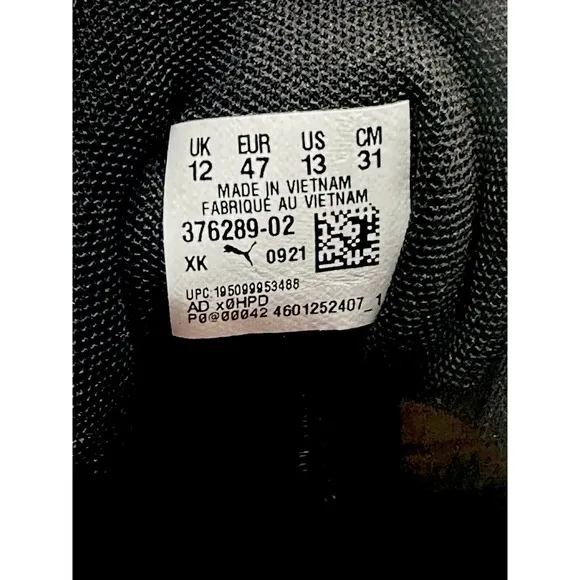 UK EUR US CM
12 47 13 31
MADE IN VIETNAM
FABRIQUÉ AU VIETNAM
376289-02
XK 0921
UPC:195099953488
AD x0HPD
P0@00042 4601252407_1